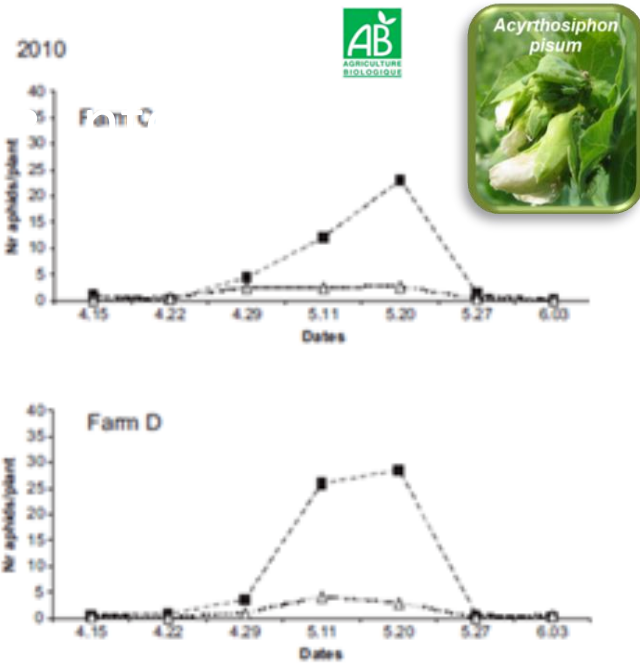 2010
AB
AGRICULTURE
BIOLOGIQUE
Acyrthosiphon
pisum
Nr aphids/plant
40
35
30
25
20
15
10
5
0
4.15 4.22 4.29 5.11 5.20 5.27 6.03
Dates
Farm D
Nr aphids/plant
40
35
30
25
20
15
10
5
0
4.15 4.22 4.29 5.11 5.20 5.27 6.03
Dates